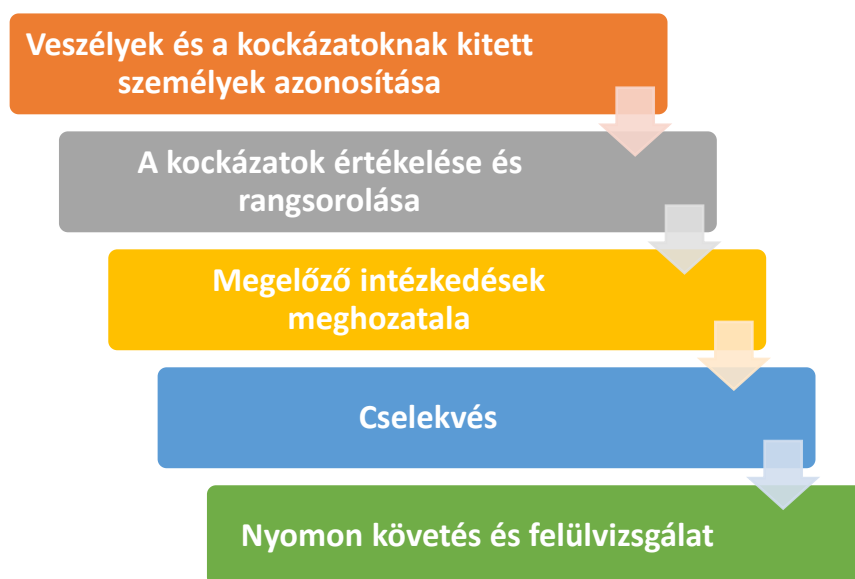 Veszélyek és a kockázatoknak kitett
személyek azonosítása
A kockázatok értékelése és
rangsorolása
Megelőző intézkedések
meghozatala
Cselekvés
Nyomon követés és felülvizsgálat